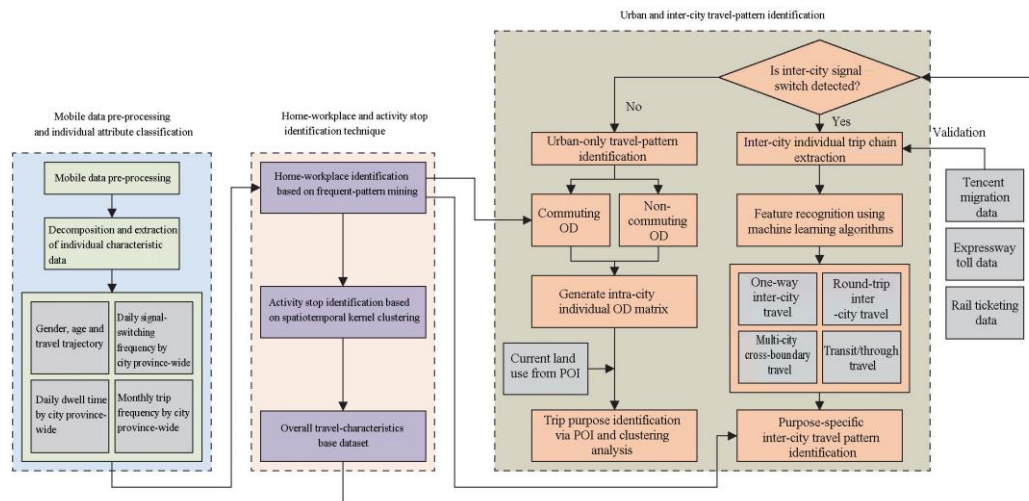 Mobile data pre-processing
and individual attribute classification
Mobile data pre-processing
Decomposition and extraction
of individual characteristic
data
Gender, age and
travel trajectory
Daily signal-
switching
frequency by
city province-wide
Daily dwell time
by city province-
wide
Monthly trip
frequency by city
province-wide
Home-workplace and activity stop
identification technique
Home-workplace identification
based on frequent-pattern mining
Activity stop identification based
on spatiotemporal kernel clustering
Overall travel-characteristics
base dataset
Urban and inter-city travel-pattern identification
Is inter-city signal
switch detected?
No
Yes
Urban-only travel-pattern
identification
Commuting
OD
Non-
commuting
OD
Generate intra-city
individual OD matrix
Current land
use from POI
Trip purpose identification
via POI and clustering
analysis
Inter-city individual trip chain
extraction
Feature recognition using
machine learning algorithms
One-way
inter-city
travel
Round-trip
inter
-city travel
Multi-city
cross-boundary
travel
Transit/through
travel
Purpose-specific
inter-city travel pattern
identification
Validation
Tencent
migration
data
Expressway
toll data
Rail ticketing
data